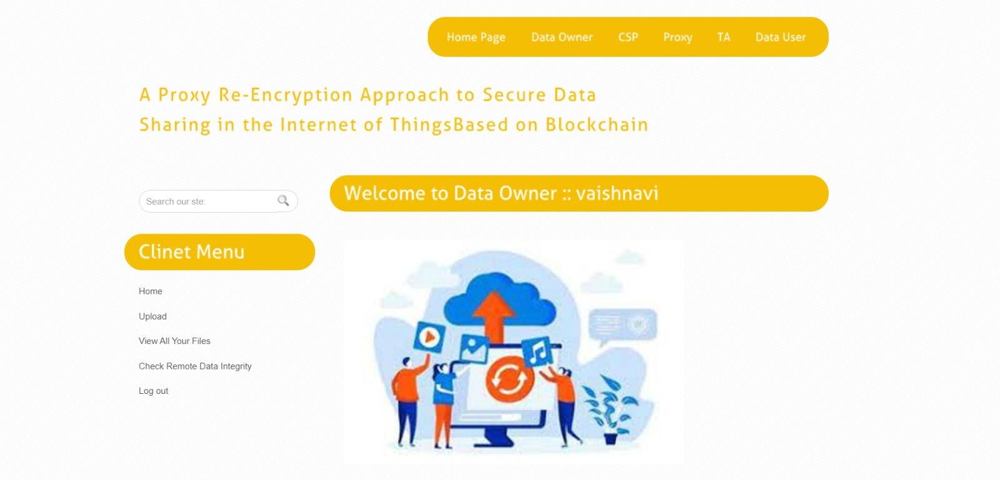 Home Page Data Owner CSP Proxy TA Data User
A Proxy Re-Encryption Approach to Secure Data
Sharing in the Internet of ThingsBased on Blockchain
Search our ste:
Welcome to Data Owner :: vaishnavi
Clinet Menu
Home
Upload
View All Your Files
Check Remote Data Integrity
Log out